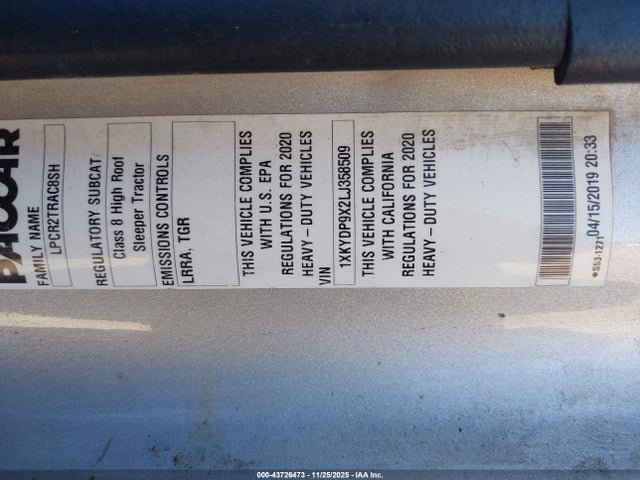 PACCAR
FAMILY NAME
LPCR2TRAC8SH
REGULATORY SUBCAT
Class 8 High Roof
Sleeper Tractor
EMISSIONS CONTROLS
LRRA, TGR
THIS VEHICLE COMPLIES
WITH U.S. EPA
REGULATIONS FOR 2020
HEAVY – DUTY VEHICLES
VIN
1XKYDP9X2LJ358509
THIS VEHICLE COMPLIES
WITH CALIFORNIA
REGULATIONS FOR 2020
HEAVY – DUTY VEHICLES
●S53-1271
04/15/2019 20:33
000-43726473 - 11/25/2025 - IAA Inc.